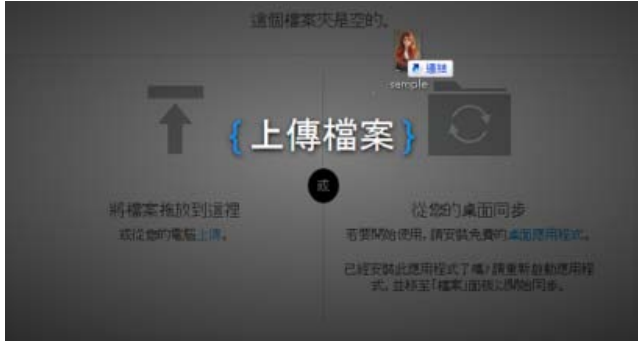 這個檔案夾是空的。
連結
sample
{上傳檔案}
或
將檔案拖放到這裡
或從您的電腦上傳。
從您的桌面同步
若要開始使用，請安裝免費的桌面應用程式。
已經安裝此應用程式了嗎？請重新啟動應用程
式，並移至「檔案」面板以開始同步。